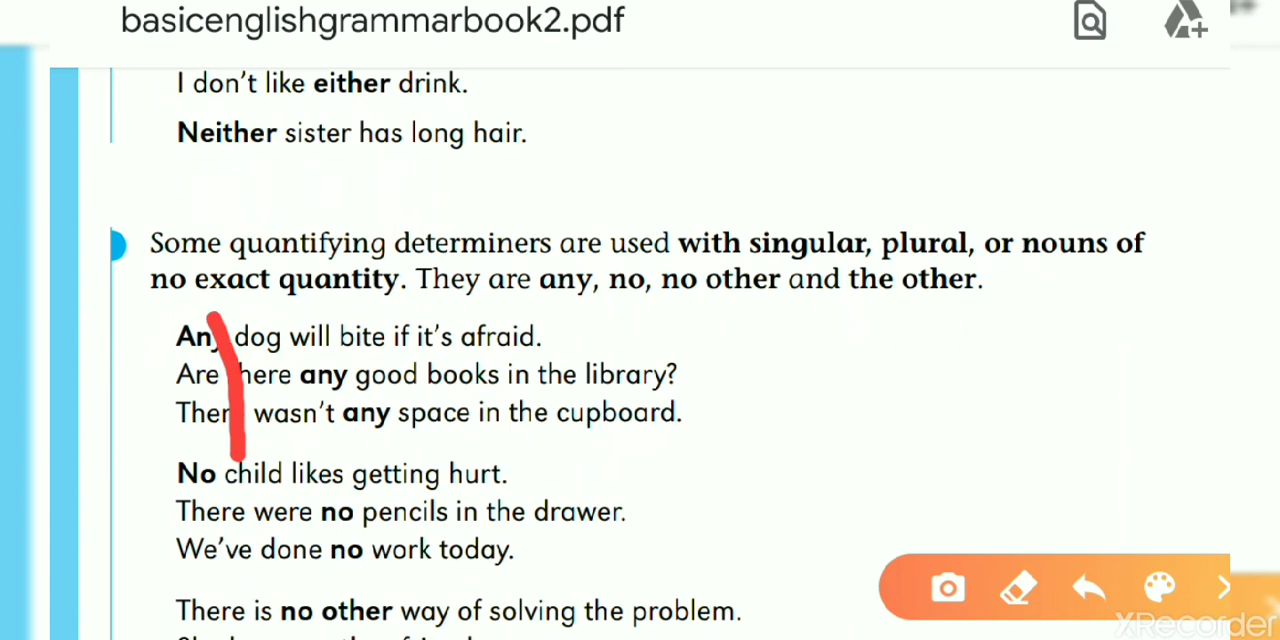 basicenglishgrammarbook2.pdf
I don't like either drink.
Neither sister has long hair.
Some quantifying determiners are used with singular, plural, or nouns of
no exact quantity. They are any, no, no other and the other.
Any dog will bite if it's afraid.
Are there any good books in the library?
There wasn't any space in the cupboard.
No child likes getting hurt.
There were no pencils in the drawer.
We've done no work today.
There is no other way of solving the problem.
XRecorder